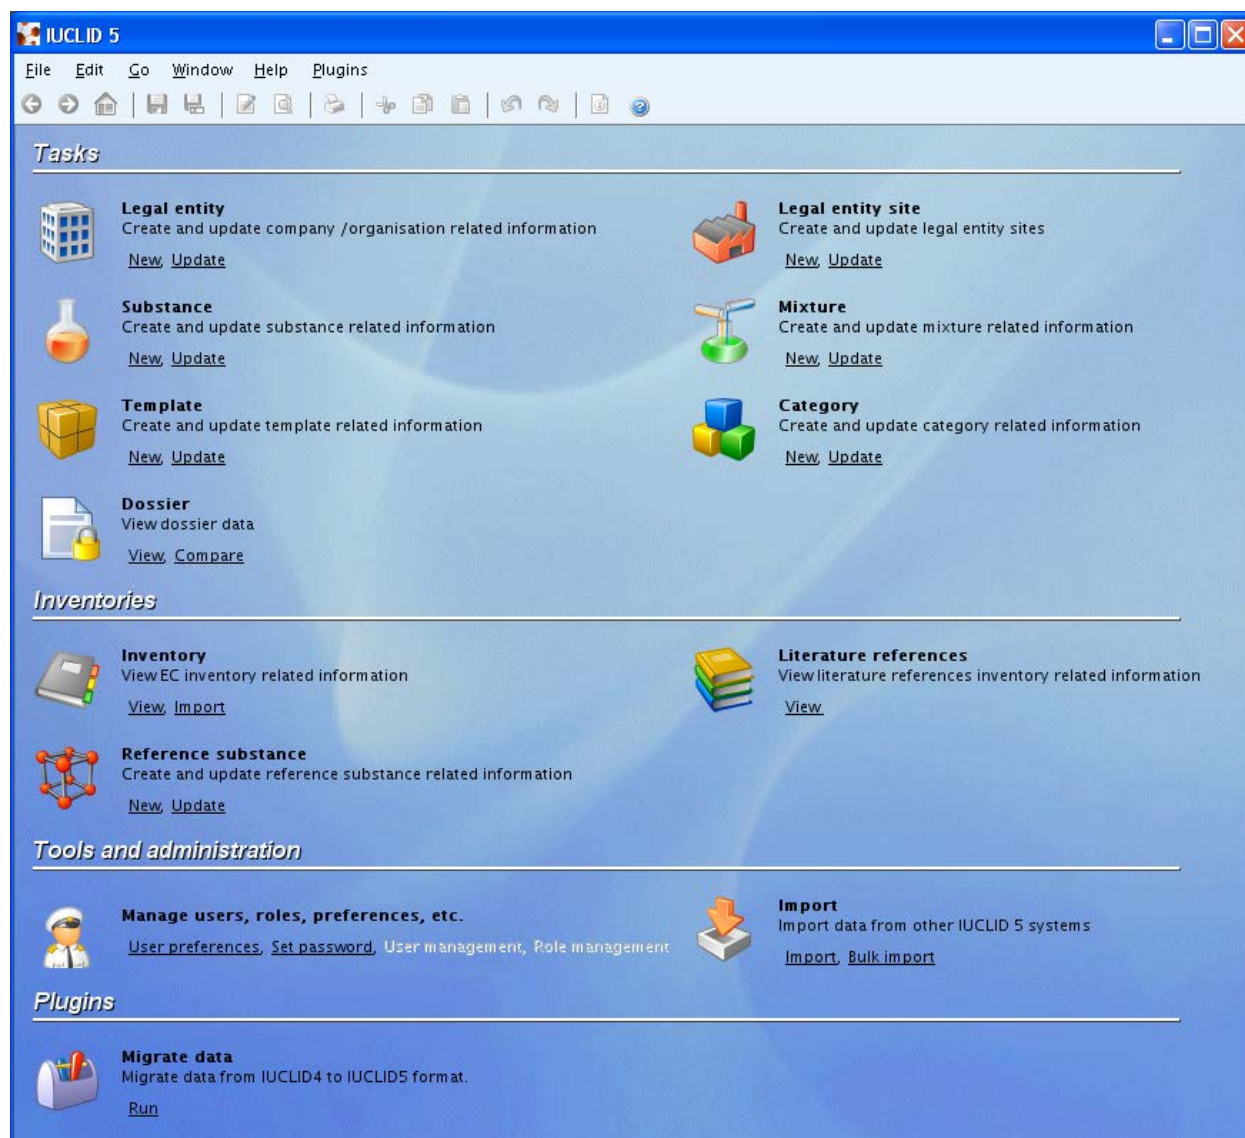 IUCLID 5
File Edit Go Window Help Plugins
Tasks
Legal entity
Create and update company /organisation related information
New, Update
Legal entity site
Create and update legal entity sites
New, Update
Substance
Create and update substance related information
New, Update
Mixture
Create and update mixture related information
New, Update
Template
Create and update template related information
New, Update
Category
Create and update category related information
New, Update
Dossier
View dossier data
View, Compare
Inventories
Inventory
View EC inventory related information
View, Import
Literature references
View literature references inventory related information
View
Reference substance
Create and update reference substance related information
New, Update
Tools and administration
Manage users, roles, preferences, etc.
User preferences, Set password, User management, Role management
Import
Import data from other IUCLID 5 systems
Import, Bulk import
Plugins
Migrate data
Migrate data from IUCLID4 to IUCLID5 format.
Run